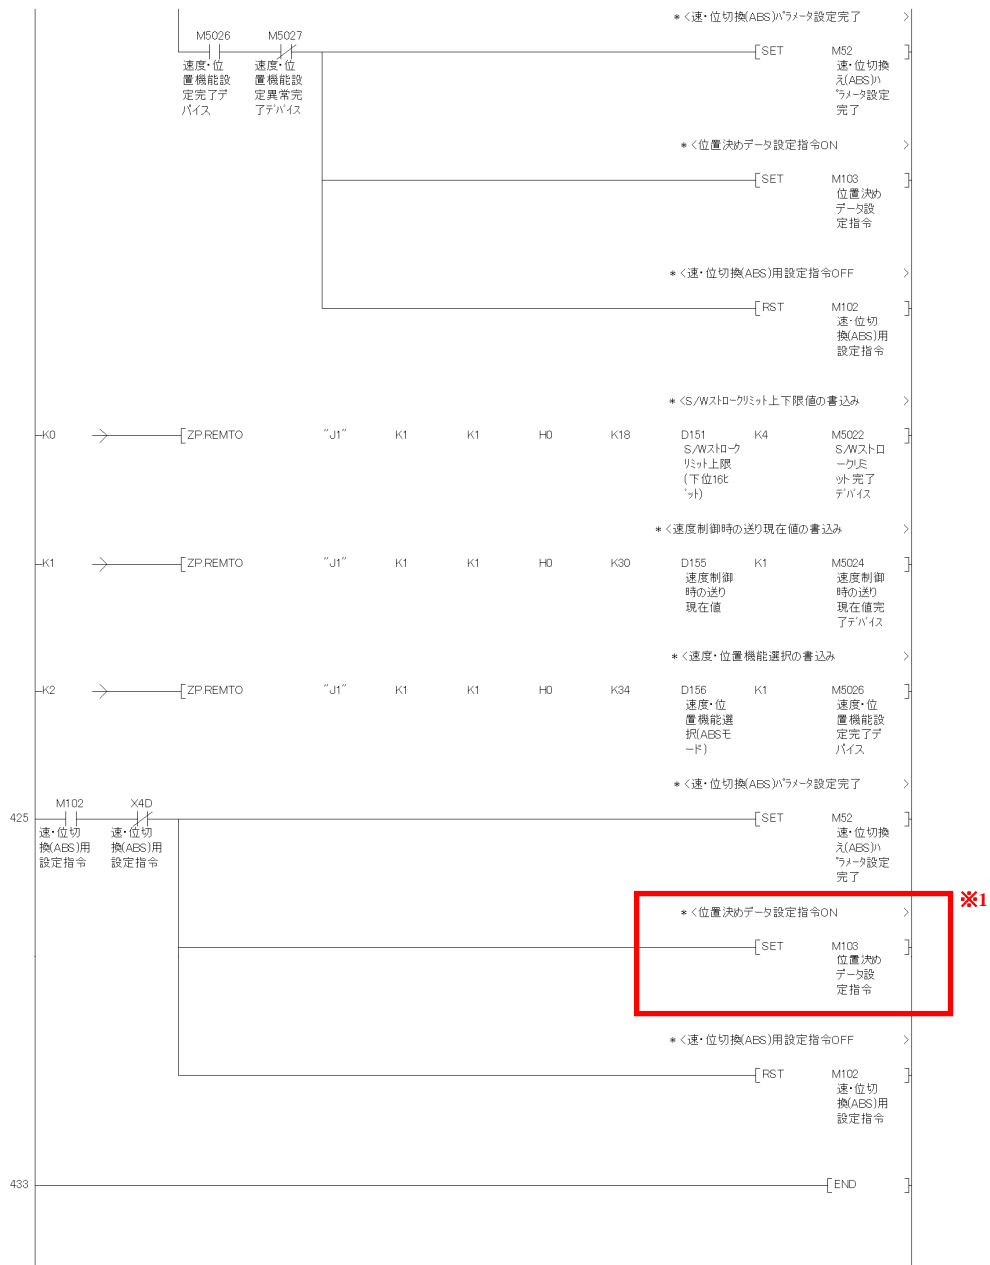 *<速・位切換(ABS)パラメータ設定完了 >
M5026 M5027
[SET M52 ]
速度・位 速度・位 速・位切換
置機能設 置機能設 え(ABS)パ
定完了デ 定異常完 ラメータ設定
バイス 了デバイス 完了
*<位置決めデータ設定指令ON >
[SET M103 ]
位置決め
データ設
定指令
*<速・位切換(ABS)用設定指令OFF >
[RST M102 ]
速・位切
換(ABS)用
設定指令
*<S/Wストロークリミット上下限値の書込み >
K0 [ZP.REMTO "J1" K1 K1 H0 K18 D151 K4 M5022 ]
S/Wストローク S/Wストロ
リミット上限 ークリミ
(下位16ビ ット完了
ット) デバイス
*<速度制御時の送り現在値の書込み >
K1 [ZP.REMTO "J1" K1 K1 H0 K30 D155 K1 M5024 ]
速度制御 速度制御
時の送り 時の送り
現在値 現在値完
了デバイス
*<速度・位置機能選択の書込み >
K2 [ZP.REMTO "J1" K1 K1 H0 K34 D156 K1 M5026 ]
速度・位 速度・位
置機能選 置機能設
択(ABSモ 定完了デ
ード) バイス
*<速・位切換(ABS)パラメータ設定完了 >
M102 X4D
425 [SET M52 ]
速・位切 速・位切 速・位切換
換(ABS)用 換(ABS)用 え(ABS)パ
設定指令 設定指令 ラメータ設定
完了
※1
*<位置決めデータ設定指令ON >
[SET M103 ]
位置決め
データ設
定指令
*<速・位切換(ABS)用設定指令OFF >
[RST M102 ]
速・位切
換(ABS)用
設定指令
433 [END ]